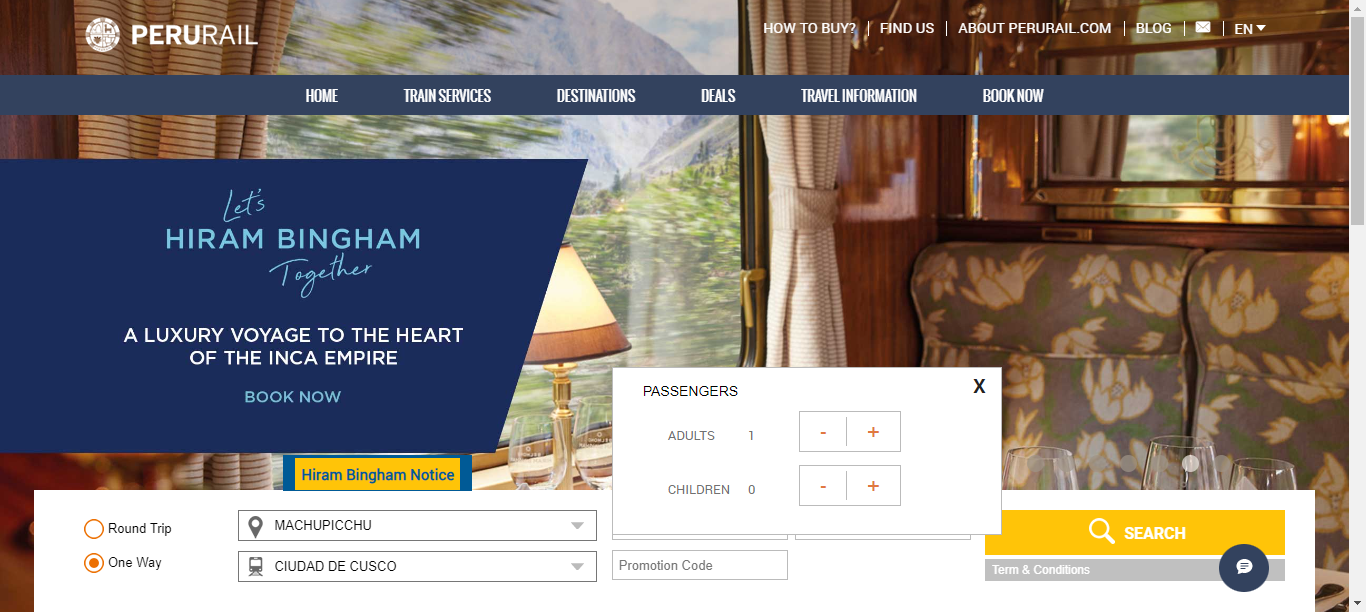 PERURAIL
HOW TO BUY?
FIND US
ABOUT PERURAIL.COM
BLOG
EN
HOME
TRAIN SERVICES
DESTINATIONS
DEALS
TRAVEL INFORMATION
BOOK NOW
Let's
HIRAM BINGHAM
Together
A LUXURY VOYAGE TO THE HEART
OF THE INCA EMPIRE
BOOK NOW
Hiram Bingham Notice
PASSENGERS
X
ADULTS 1 - +
CHILDREN 0 - +
Round Trip
One Way
MACHUPICCHU
CIUDAD DE CUSCO
Promotion Code
SEARCH
Term & Conditions